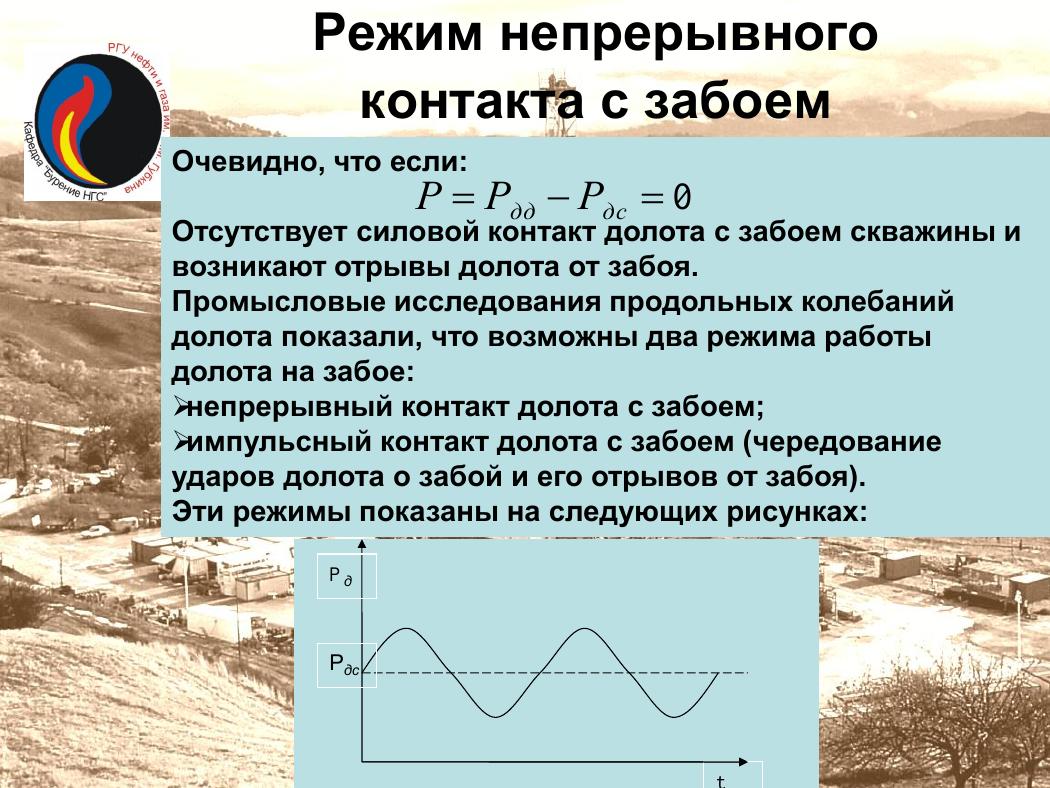 Режим непрерывного
контакта с забоем
РГУ нефти и газа им. Губкина
Кафедра "Бурение НГС"
Очевидно, что если:
P = Pдд − Pдс = 0
Отсутствует силовой контакт долота с забоем скважины и
возникают отрывы долота от забоя.
Промысловые исследования продольных колебаний
долота показали, что возможны два режима работы
долота на забое:
➢непрерывный контакт долота с забоем;
➢импульсный контакт долота с забоем (чередование
ударов долота о забой и его отрывов от забоя).
Эти режимы показаны на следующих рисунках:
Pд
Pдс
t